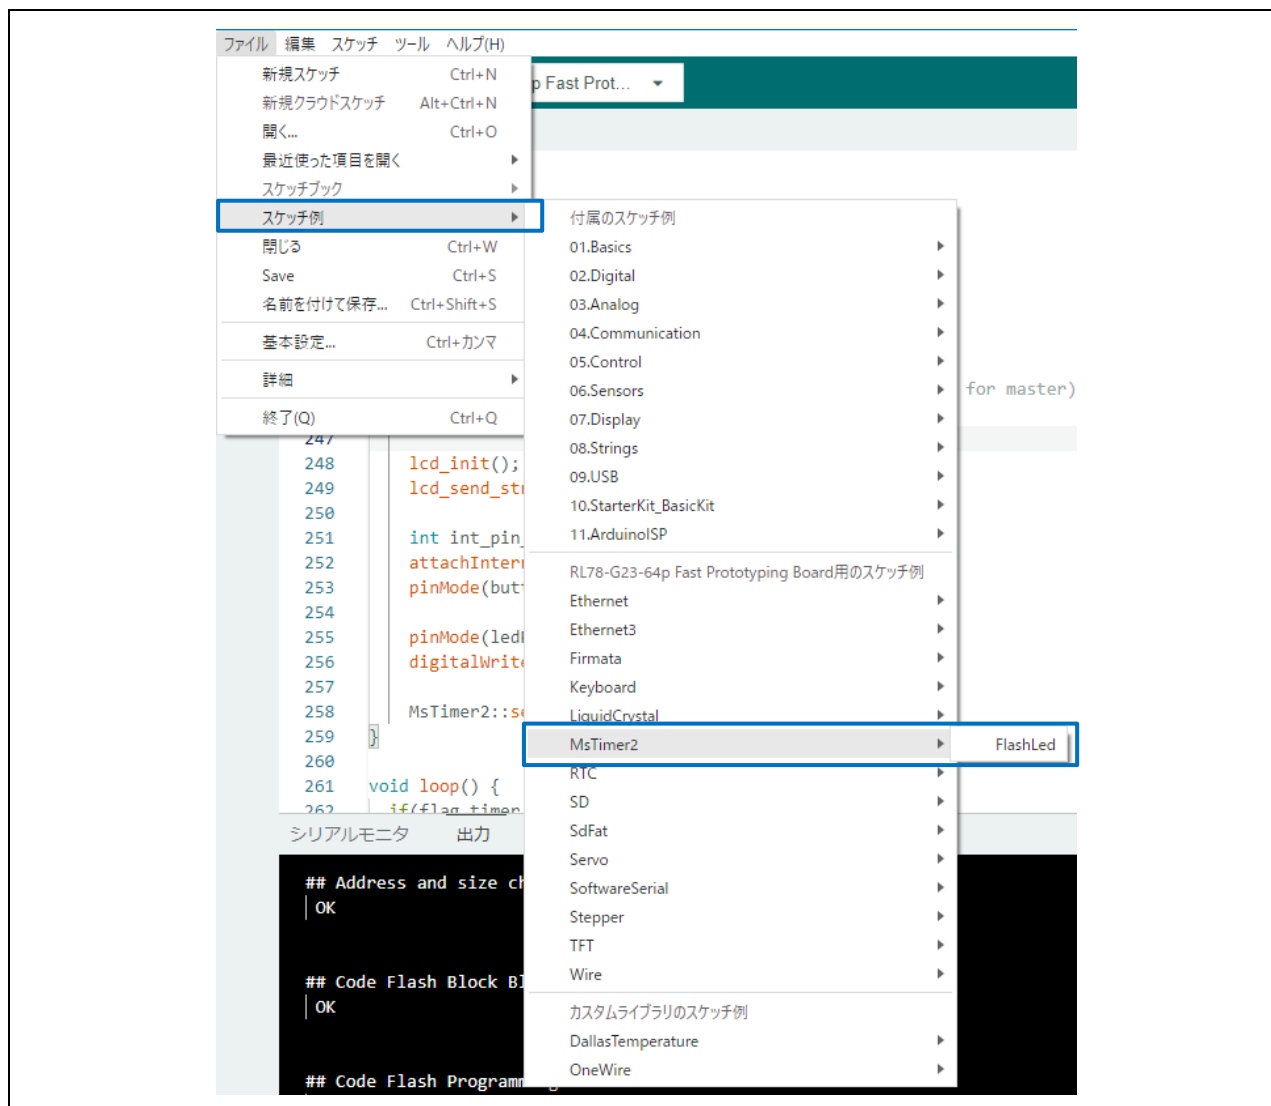 ファイル 編集 スケッチ ツール ヘルプ(H)
新規スケッチ Ctrl+N
新規クラウドスケッチ Alt+Ctrl+N
開く... Ctrl+O
最近使った項目を開く
スケッチブック
スケッチ例
閉じる Ctrl+W
Save Ctrl+S
名前を付けて保存... Ctrl+Shift+S
基本設定... Ctrl+カンマ
詳細
終了(Q) Ctrl+Q
p Fast Prot...
付属のスケッチ例
01.Basics
02.Digital
03.Analog
04.Communication
05.Control
06.Sensors
07.Display
08.Strings
09.USB
10.StarterKit_BasicKit
11.ArduinoISP
RL78-G23-64p Fast Prototyping Board用のスケッチ例
Ethernet
Ethernet3
Firmata
Keyboard
LiquidCrystal
MsTimer2
FlashLed
RTC
SD
SdFat
Servo
SoftwareSerial
Stepper
TFT
Wire
カスタムライブラリのスケッチ例
DallasTemperature
OneWire
for master)
247
248 lcd_init();
249 lcd_send_st
250
251 int int_pin_
252 attachInter
253 pinMode(but
254
255 pinMode(led
256 digitalWrit
257
258 MsTimer2::s
259 }
260
261 void loop() {
262 if(flag timer
シリアルモニタ 出力
## Address and size c
OK
## Code Flash Block B
OK
## Code Flash Program